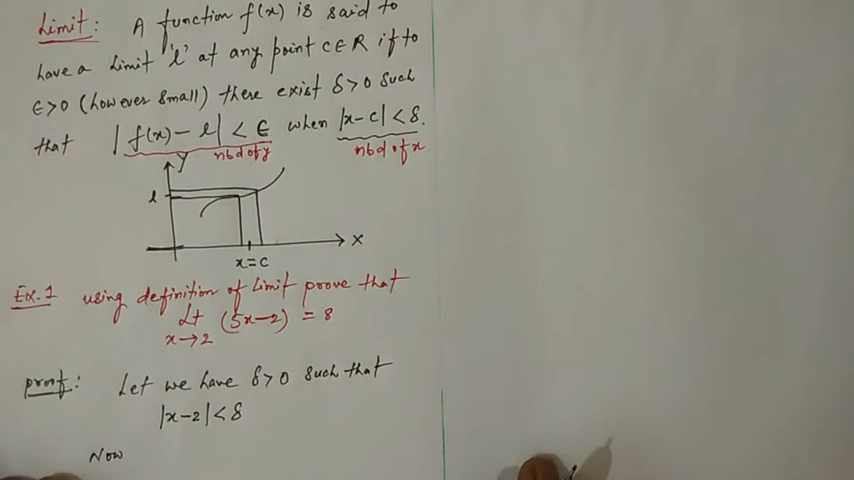 Limit: A function f(x) is said to
have a Limit 'l' at any point c∈R if to
∈>0 (however small) there exist δ>0 such
that |f(x)-l|<∈ when |x-c|<δ.
nbd of y nbd of x
Y
l
X
x=c
Ex.1 using definition of Limit prove that
Lt (5x-2) = 8
x→2
proof: Let we have δ>0 such that
|x-2|<δ
Now